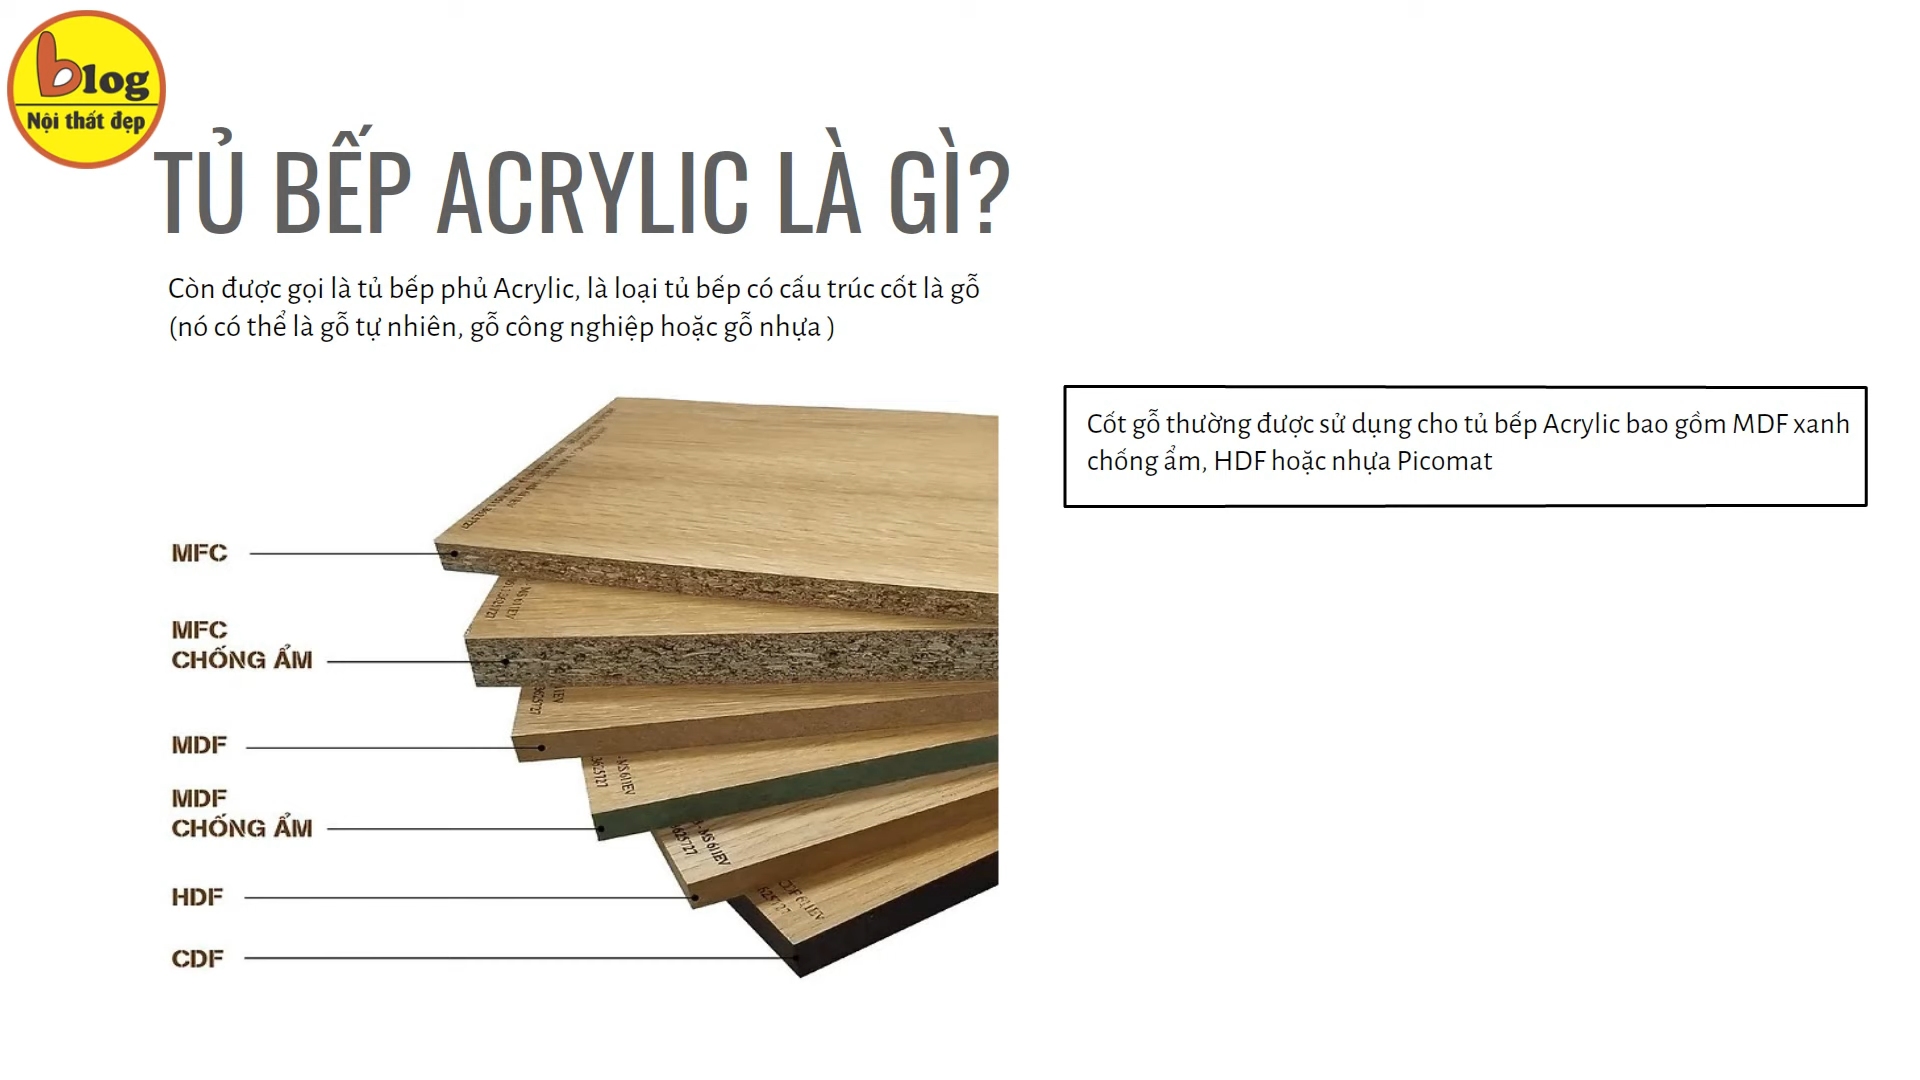 blog
Nội thất đẹp
TỦ BẾP ACRYLIC LÀ GÌ?
Còn được gọi là tủ bếp phủ Acrylic, là loại tủ bếp có cấu trúc cốt là gỗ
(nó có thể là gỗ tự nhiên, gỗ công nghiệp hoặc gỗ nhựa )
Cốt gỗ thường được sử dụng cho tủ bếp Acrylic bao gồm MDF xanh
chống ẩm, HDF hoặc nhựa Picomat
MFC
MFC
CHỐNG ẨM
MDF
MDF
CHỐNG ẨM
HDF
CDF